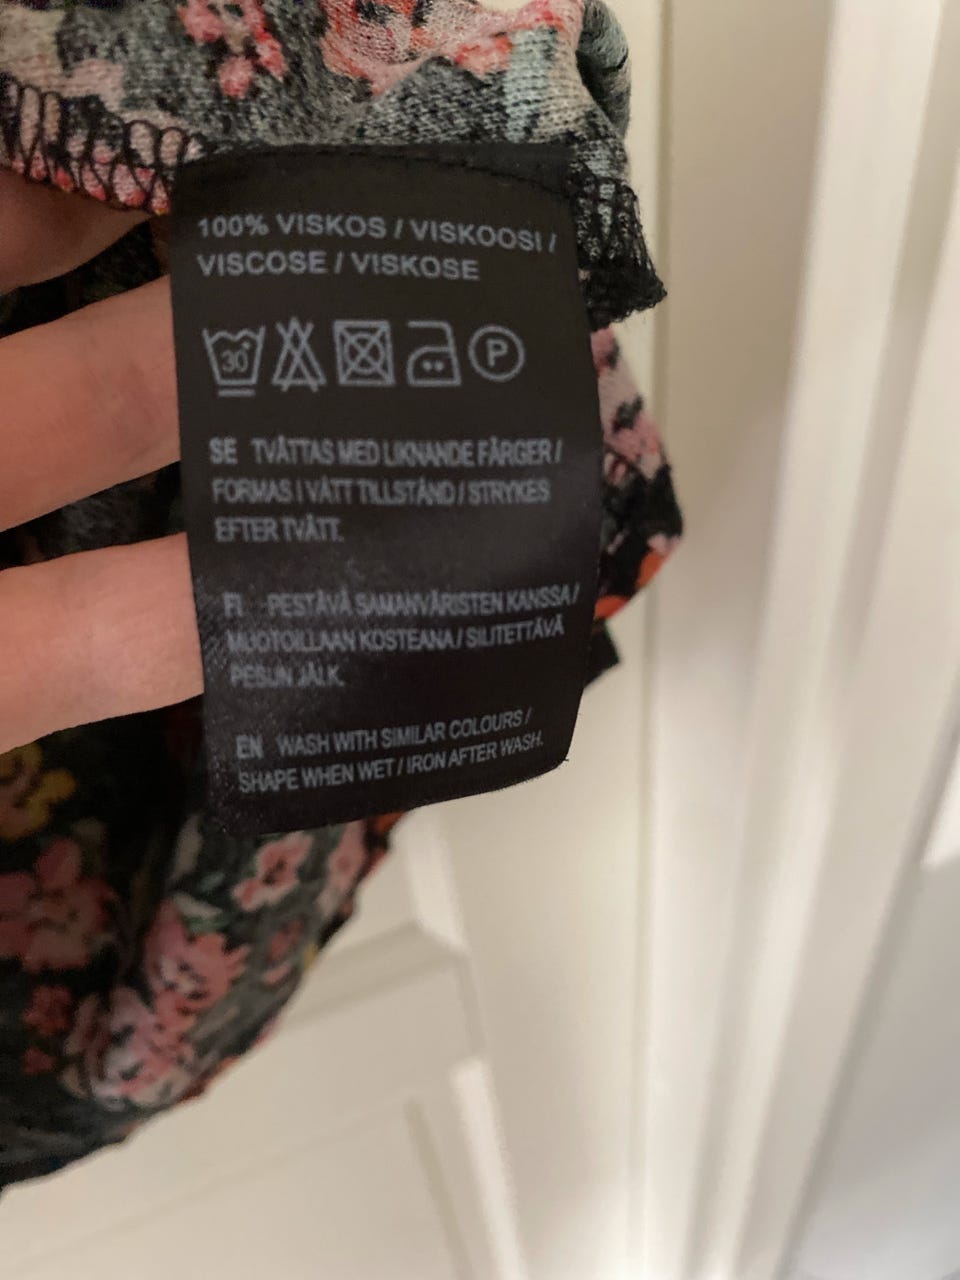 100% VISKOS / VISKOOSI /
VISCOSE / VISKOSE
30° P
SE TVÄTTAS MED LIKNANDE FÄRGER /
FORMAS I VÅTT TILLSTÅND / STRYKES
EFTER TVÄTT.
FI PESTÄVÄ SAMANVÄRISTEN KANSSA /
MUOTOILLAAN KOSTEANA / SILITETTÄVÄ
PESUN JÄLK.
EN WASH WITH SIMILAR COLOURS /
SHAPE WHEN WET / IRON AFTER WASH.